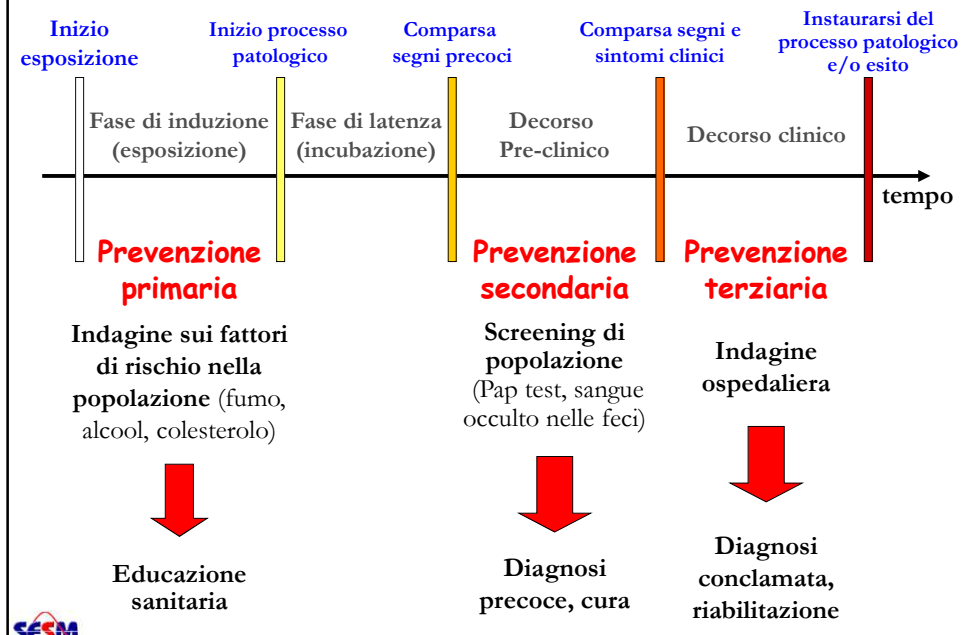 Inizio
esposizione
Inizio processo
patologico
Comparsa
segni precoci
Comparsa segni e
sintomi clinici
Instaurarsi del
processo patologico
e/o esito
Fase di induzione
(esposizione)
Fase di latenza
(incubazione)
Decorso
Pre-clinico
Decorso clinico
tempo
Prevenzione
primaria
Prevenzione
secondaria
Prevenzione
terziaria
Indagine sui fattori
di rischio nella
popolazione (fumo,
alcool, colesterolo)
Screening di
popolazione
(Pap test, sangue
occulto nelle feci)
Indagine
ospedaliera
Educazione
sanitaria
Diagnosi
precoce, cura
Diagnosi
conclamata,
riabilitazione
SESM